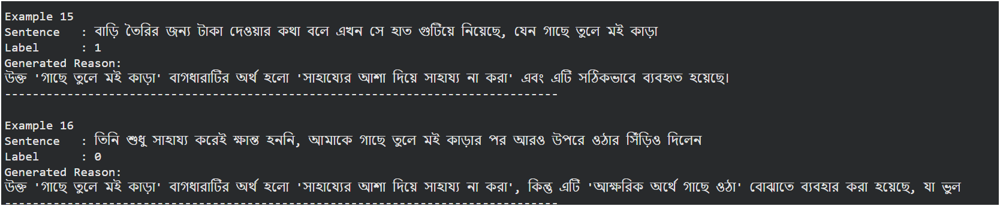 Example 15
Sentence : বাড়ি তৈরির জন্য টাকা দেওয়ার কথা বলে এখন সে হাত গুটিয়ে নিয়েছে, যেন গাছে তুলে মই কাড়া
Label : 1
Generated Reason:
উক্ত 'গাছে তুলে মই কাড়া' বাগধারাটির অর্থ হলো 'সাহায্যের আশা দিয়ে সাহায্য না করা' এবং এটি সঠিকভাবে ব্যবহৃত হয়েছে।
--------------------------------------------------------------------------------
Example 16
Sentence : তিনি শুধু সাহায্য করেই ক্ষান্ত হননি, আমাকে গাছে তুলে মই কাড়ার পর আরও উপরে ওঠার সিঁড়িও দিলেন
Label : 0
Generated Reason:
উক্ত 'গাছে তুলে মই কাড়া' বাগধারাটির অর্থ হলো 'সাহায্যের আশা দিয়ে সাহায্য না করা', কিন্তু এটি 'আক্ষরিক অর্থে গাছে ওঠা' বোঝাতে ব্যবহার করা হয়েছে, যা ভুল
--------------------------------------------------------------------------------